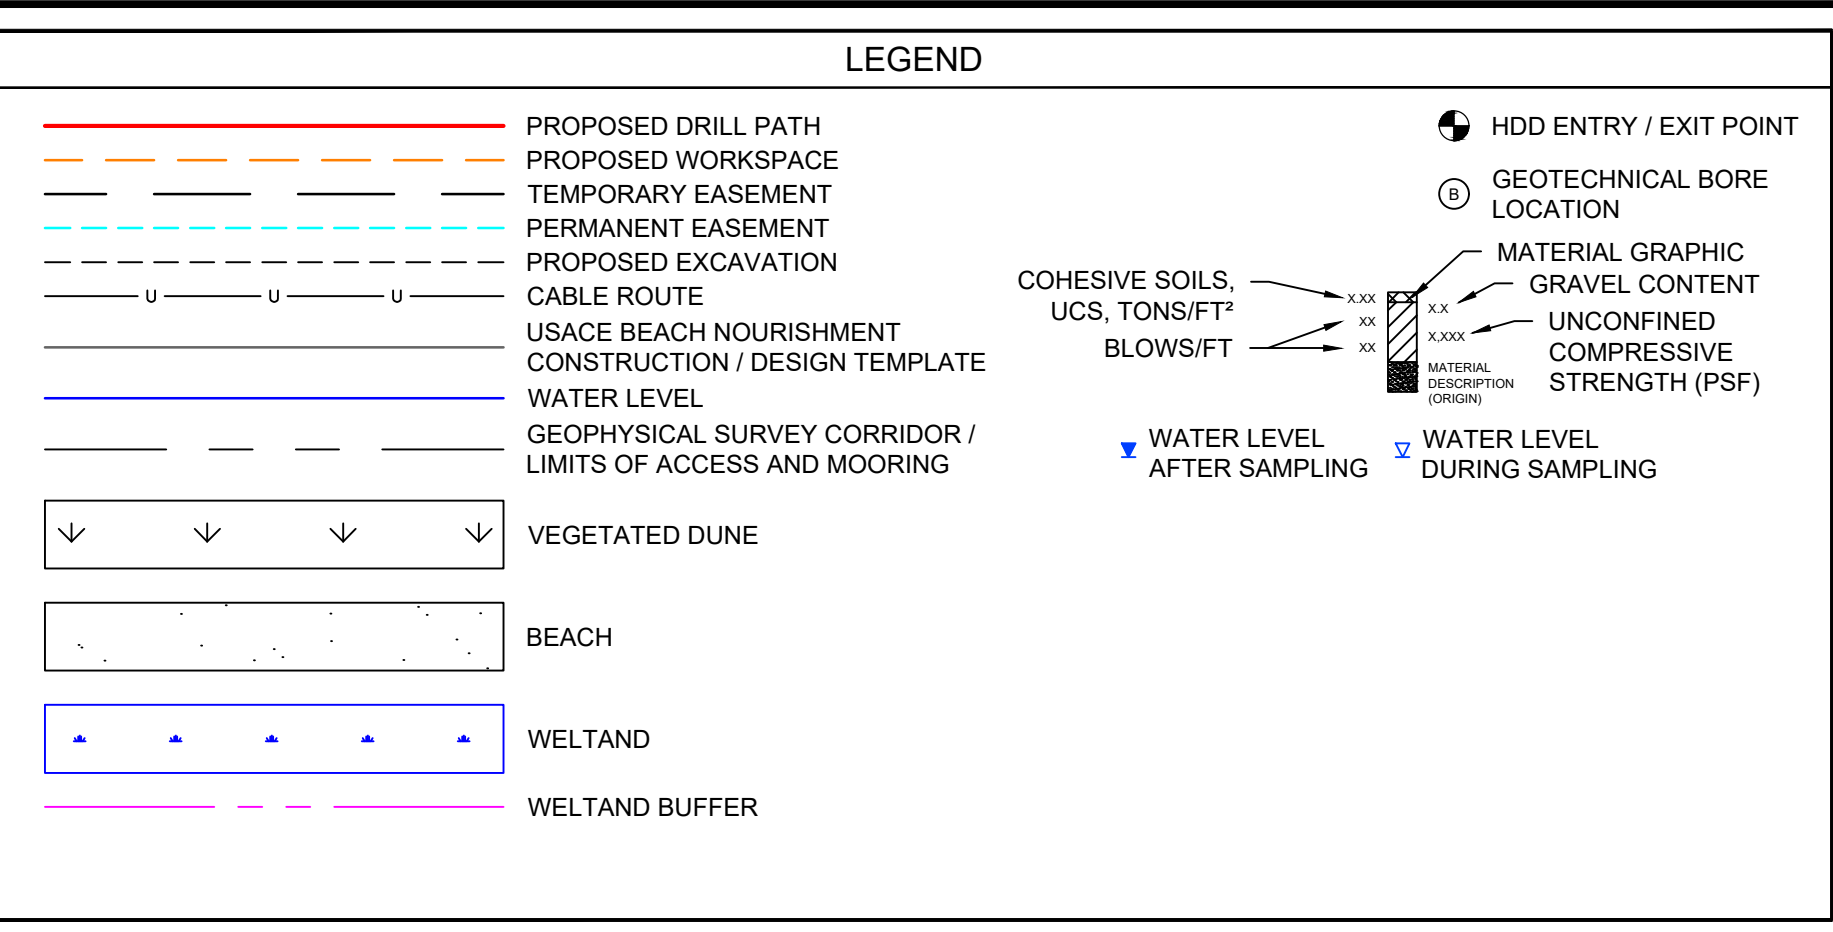 LEGEND
PROPOSED DRILL PATH
PROPOSED WORKSPACE
TEMPORARY EASEMENT
PERMANENT EASEMENT
PROPOSED EXCAVATION
U U U
CABLE ROUTE
USACE BEACH NOURISHMENT
CONSTRUCTION / DESIGN TEMPLATE
WATER LEVEL
GEOPHYSICAL SURVEY CORRIDOR /
LIMITS OF ACCESS AND MOORING
VEGETATED DUNE
BEACH
WELTAND
WELTAND BUFFER
HDD ENTRY / EXIT POINT
B
GEOTECHNICAL BORE
LOCATION
COHESIVE SOILS,
UCS, TONS/FT²
BLOWS/FT
X.XX
XX
XX
MATERIAL GRAPHIC
GRAVEL CONTENT
X.X
X,XXX
UNCONFINED
COMPRESSIVE
STRENGTH (PSF)
MATERIAL
DESCRIPTION
(ORIGIN)
WATER LEVEL
AFTER SAMPLING
WATER LEVEL
DURING SAMPLING